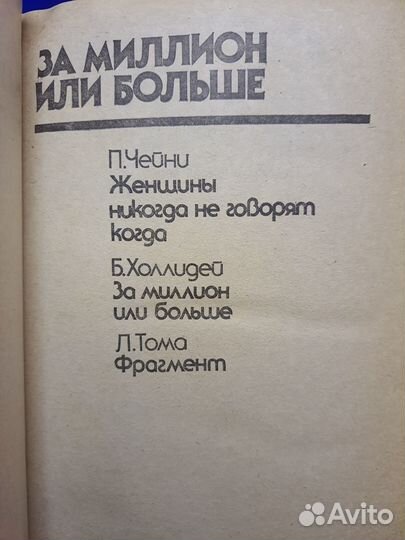 ЗА МИЛЛИОН
ИЛИ БОЛЬШЕ
П.Чейни
Женщины
никогда не говорят
когда
Б.Холлидей
За миллион
или больше
Л.Тома
Фрагмент
Avito